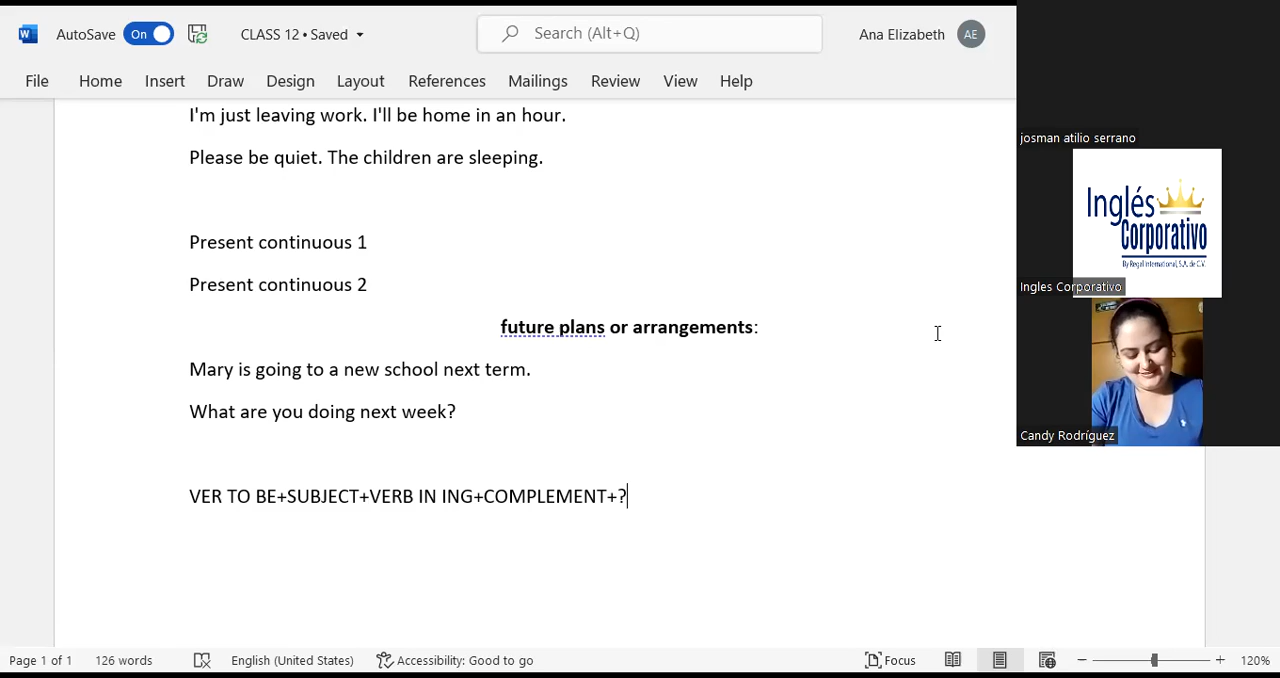 AutoSave On CLASS 12 • Saved Search (Alt+Q) Ana Elizabeth AE
File Home Insert Draw Design Layout References Mailings Review View Help
I'm just leaving work. I'll be home in an hour.
Please be quiet. The children are sleeping.
Present continuous 1
Present continuous 2
future plans or arrangements:
Mary is going to a new school next term.
What are you doing next week?
VER TO BE+SUBJECT+VERB IN ING+COMPLEMENT+?
josman atilio serrano
Inglés
Corporativo
By Regal International, S.A. de C.V.
Ingles Corporativo
Candy Rodríguez
Page 1 of 1 126 words English (United States) Accessibility: Good to go Focus 120%